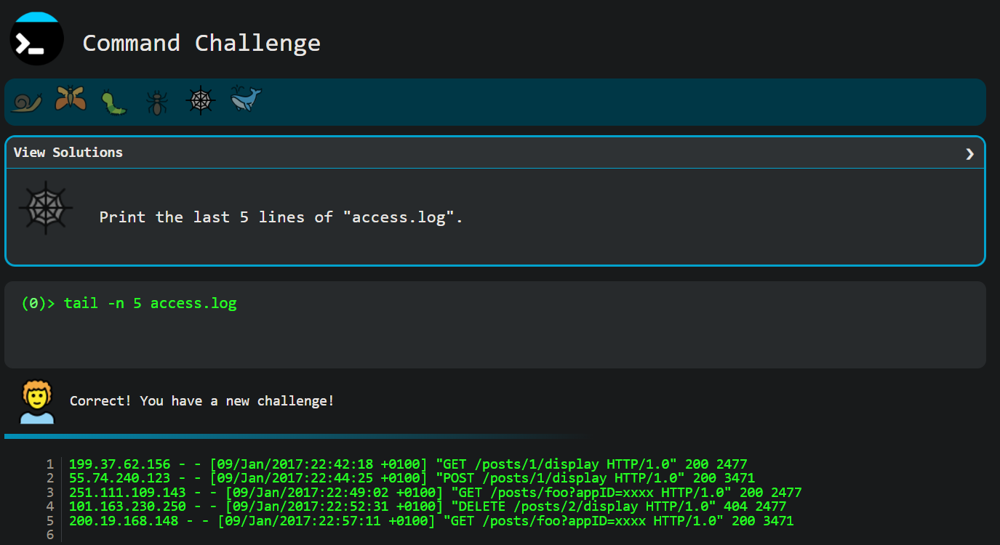 Command Challenge
View Solutions
Print the last 5 lines of "access.log".
(0)> tail -n 5 access.log
Correct! You have a new challenge!
1 199.37.62.156 - - [09/Jan/2017:22:42:18 +0100] "GET /posts/1/display HTTP/1.0" 200 2477
2 55.74.240.123 - - [09/Jan/2017:22:44:25 +0100] "POST /posts/1/display HTTP/1.0" 200 3471
3 251.111.109.143 - - [09/Jan/2017:22:49:02 +0100] "GET /posts/foo?appID=xxxx HTTP/1.0" 200 2477
4 101.163.230.250 - - [09/Jan/2017:22:52:31 +0100] "DELETE /posts/2/display HTTP/1.0" 404 2477
5 200.19.168.148 - - [09/Jan/2017:22:57:11 +0100] "GET /posts/foo?appID=xxxx HTTP/1.0" 200 3471
6